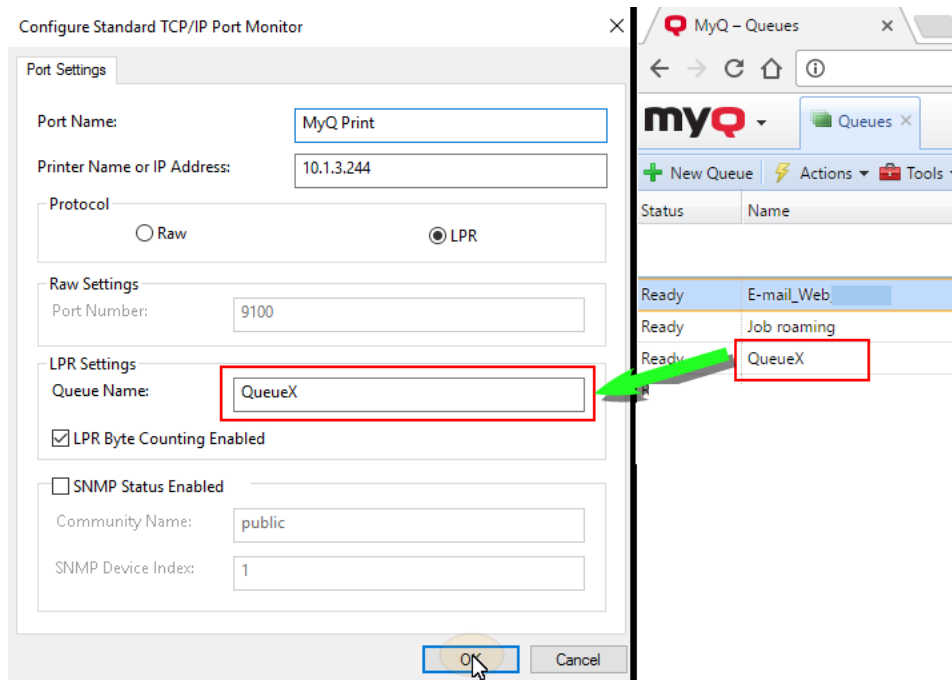 Configure Standard TCP/IP Port Monitor
Port Settings
Port Name:
MyQ Print
Printer Name or IP Address:
10.1.3.244
Protocol
Raw
LPR
Raw Settings
Port Number:
9100
LPR Settings
Queue Name:
QueueX
LPR Byte Counting Enabled
SNMP Status Enabled
Community Name:
public
SNMP Device Index:
1
OK
Cancel
MyQ – Queues
myQ
Queues
New Queue
Actions
Tools
Status
Name
Ready
E-mail_Web_
Ready
Job roaming
Ready
QueueX